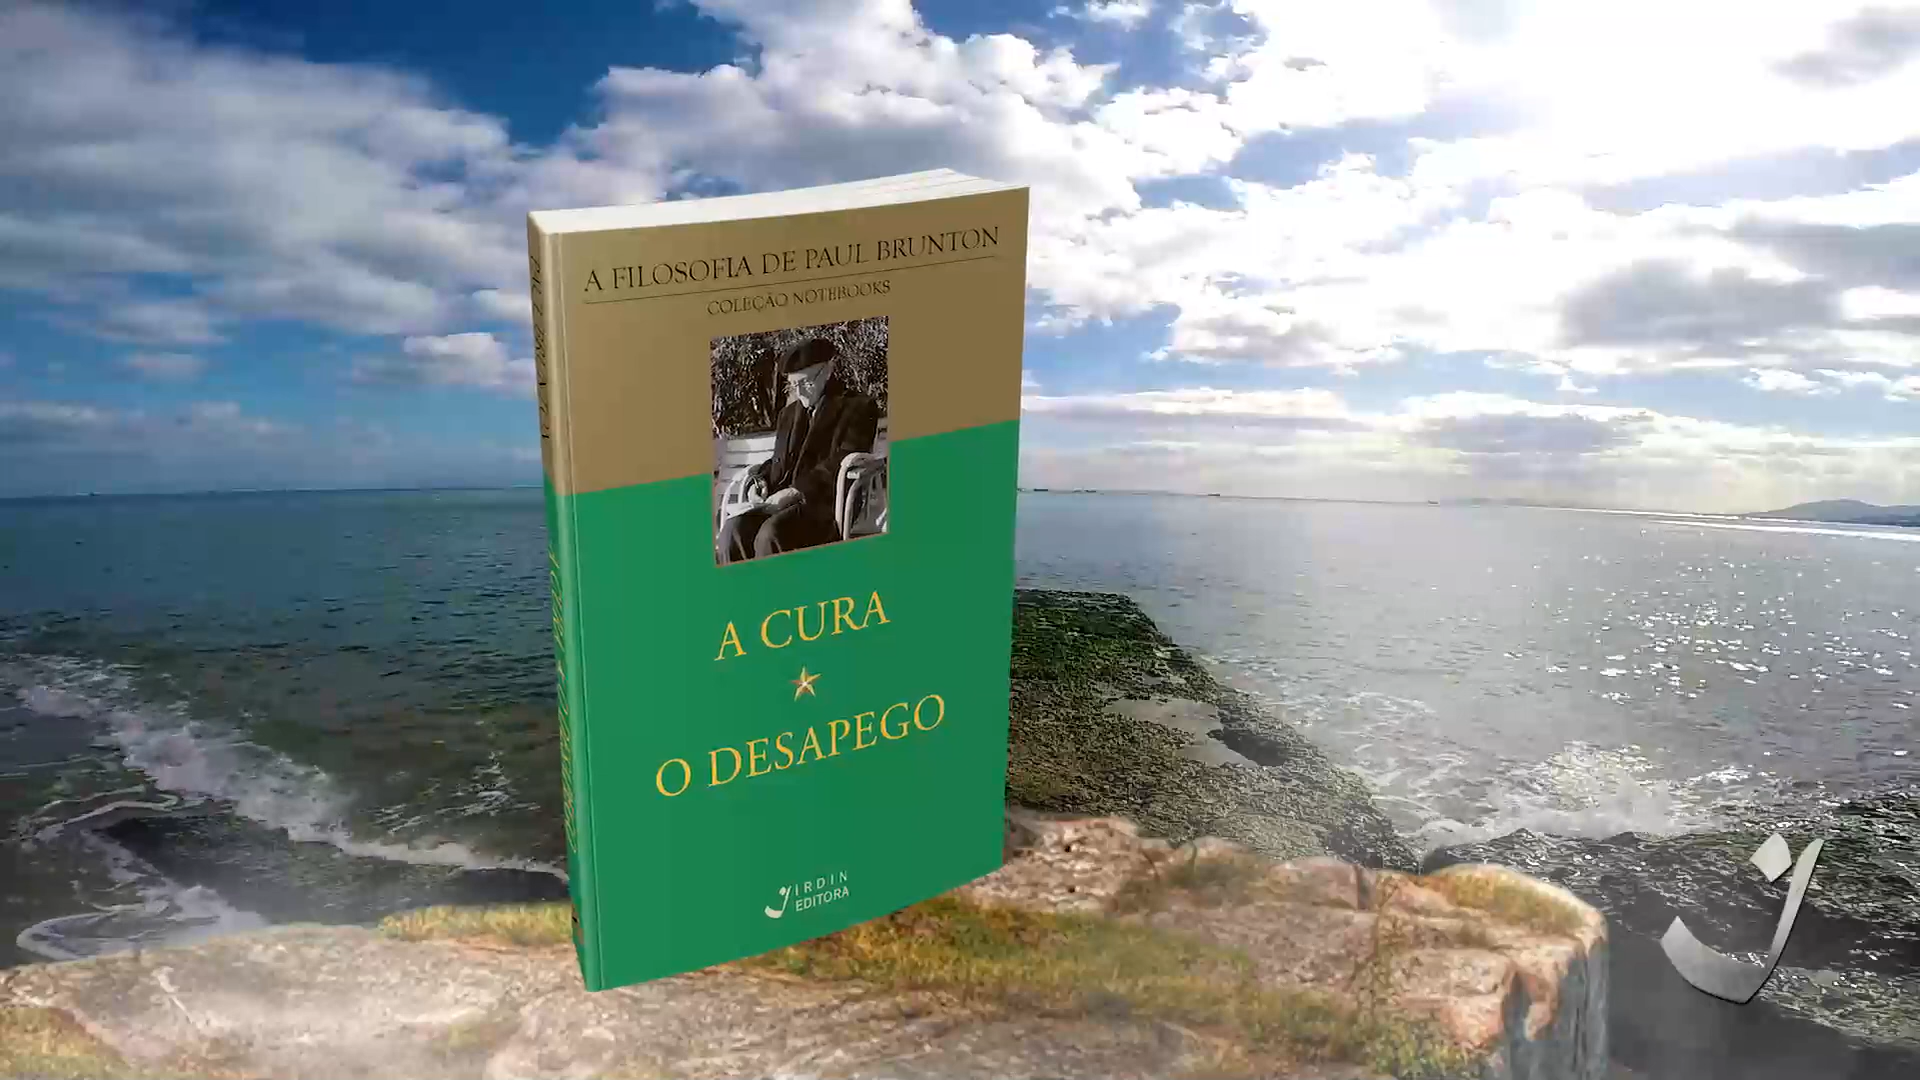 A FILOSOFIA DE PAUL BRUNTON
COLEÇÃO NOTEBOOKS
A CURA
O DESAPEGO
IRDIN
EDITORA